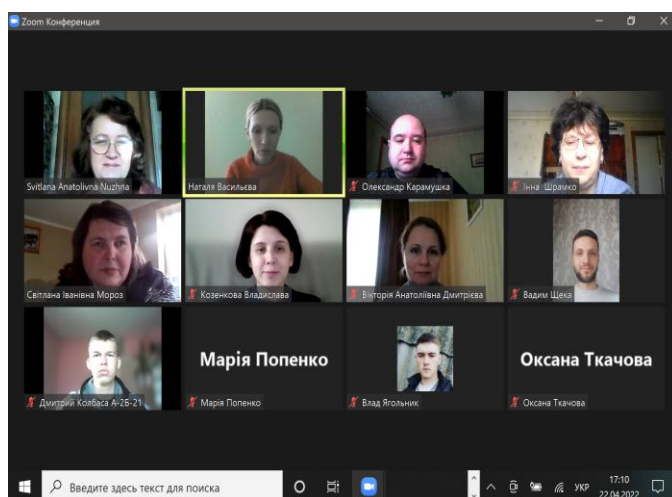 Zoom Конференция
Svitlana Anatolivna Nuzhna
Наталя Васильєва
Олександр Карамушка
Інна Шрамко
Світлана Іванівна Мороз
Козенкова Владислава
Вікторія Анатоліївна Дмитрієва
Вадим Щека
Дмитрий Колбаса А-2Б-21
Марія Попенко
Марія Попенко
Влад Ягольник
Оксана Ткачова
Оксана Ткачова
Введите здесь текст для поиска
УКР
17:10
22.04.2022